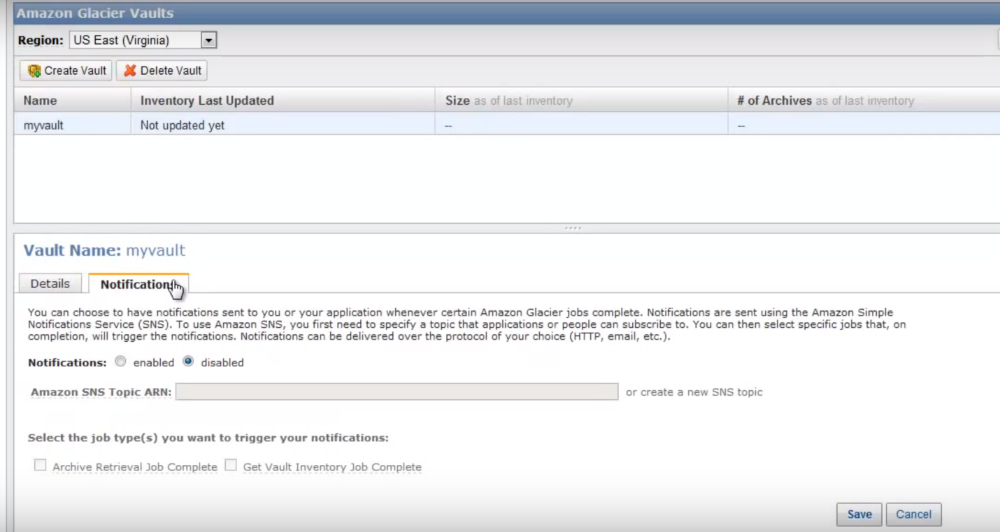 Amazon Glacier Vaults
Region: US East (Virginia)
Create Vault Delete Vault
Name Inventory Last Updated Size as of last inventory # of Archives as of last inventory
myvault Not updated yet -- --
Vault Name: myvault
Details Notifications
You can choose to have notifications sent to you or your application whenever certain Amazon Glacier jobs complete. Notifications are sent using the Amazon Simple
Notifications Service (SNS). To use Amazon SNS, you first need to specify a topic that applications or people can subscribe to. You can then select specific jobs that, on
completion, will trigger the notifications. Notifications can be delivered over the protocol of your choice (HTTP, email, etc.).
Notifications: enabled disabled
Amazon SNS Topic ARN: or create a new SNS topic
Select the job type(s) you want to trigger your notifications:
Archive Retrieval Job Complete Get Vault Inventory Job Complete
Save Cancel